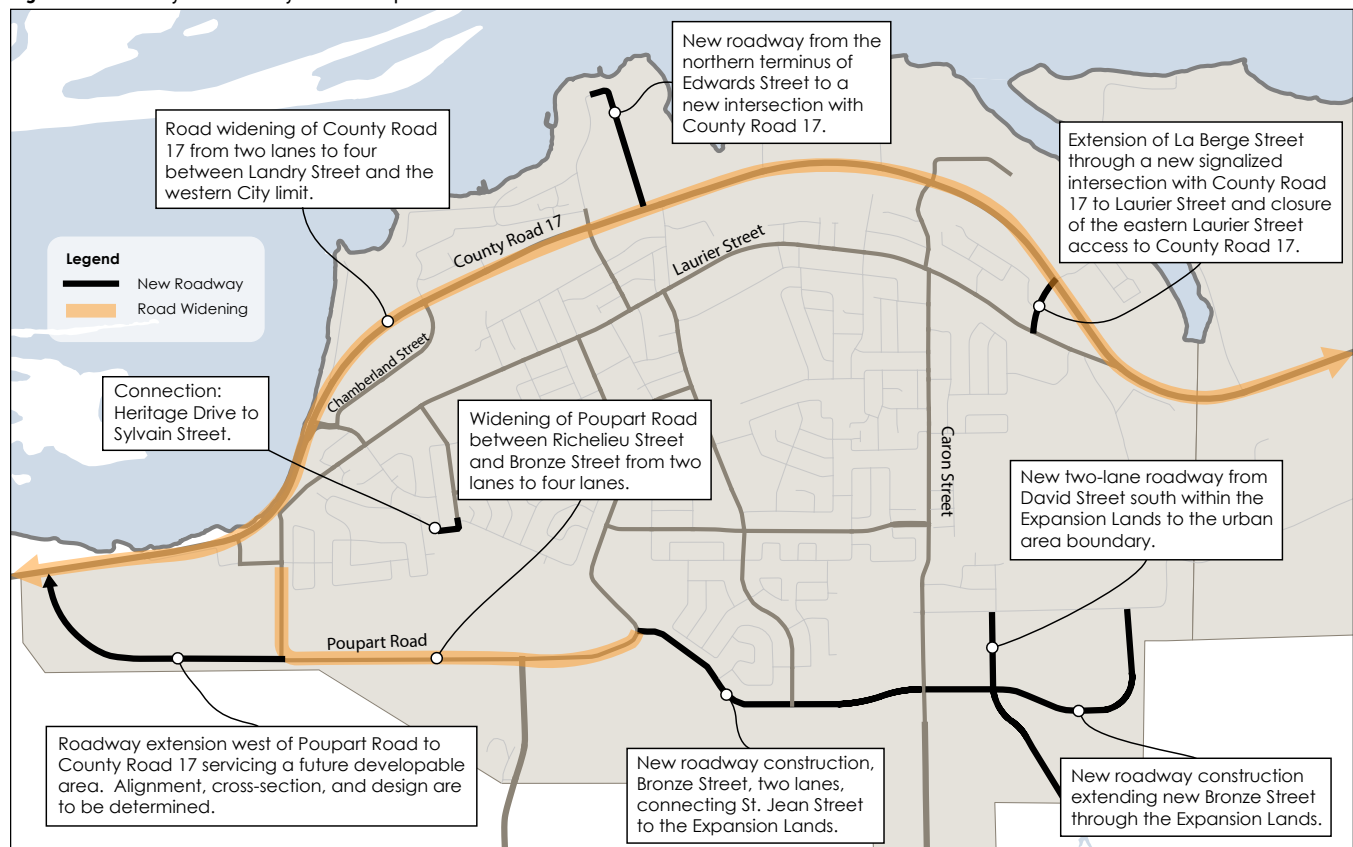 New roadway from the
northern terminus of
Edwards Street to a
new intersection with
County Road 17.
Road widening of County Road
17 from two lanes to four
between Landry Street and the
western City limit.
Extension of La Berge Street
through a new signalized
intersection with County Road
17 to Laurier Street and closure
of the eastern Laurier Street
access to County Road 17.
Legend
New Roadway
Road Widening
County Road 17
Laurier Street
Chamberland Street
Connection:
Heritage Drive to
Sylvain Street.
Widening of Poupart Road
between Richelieu Street
and Bronze Street from two
lanes to four lanes.
Caron Street
New two-lane roadway from
David Street south within the
Expansion Lands to the urban
area boundary.
Poupart Road
Roadway extension west of Poupart Road to
County Road 17 servicing a future developable
area. Alignment, cross-section, and design are
to be determined.
New roadway construction,
Bronze Street, two lanes,
connecting St. Jean Street
to the Expansion Lands.
New roadway construction
extending new Bronze Street
through the Expansion Lands.